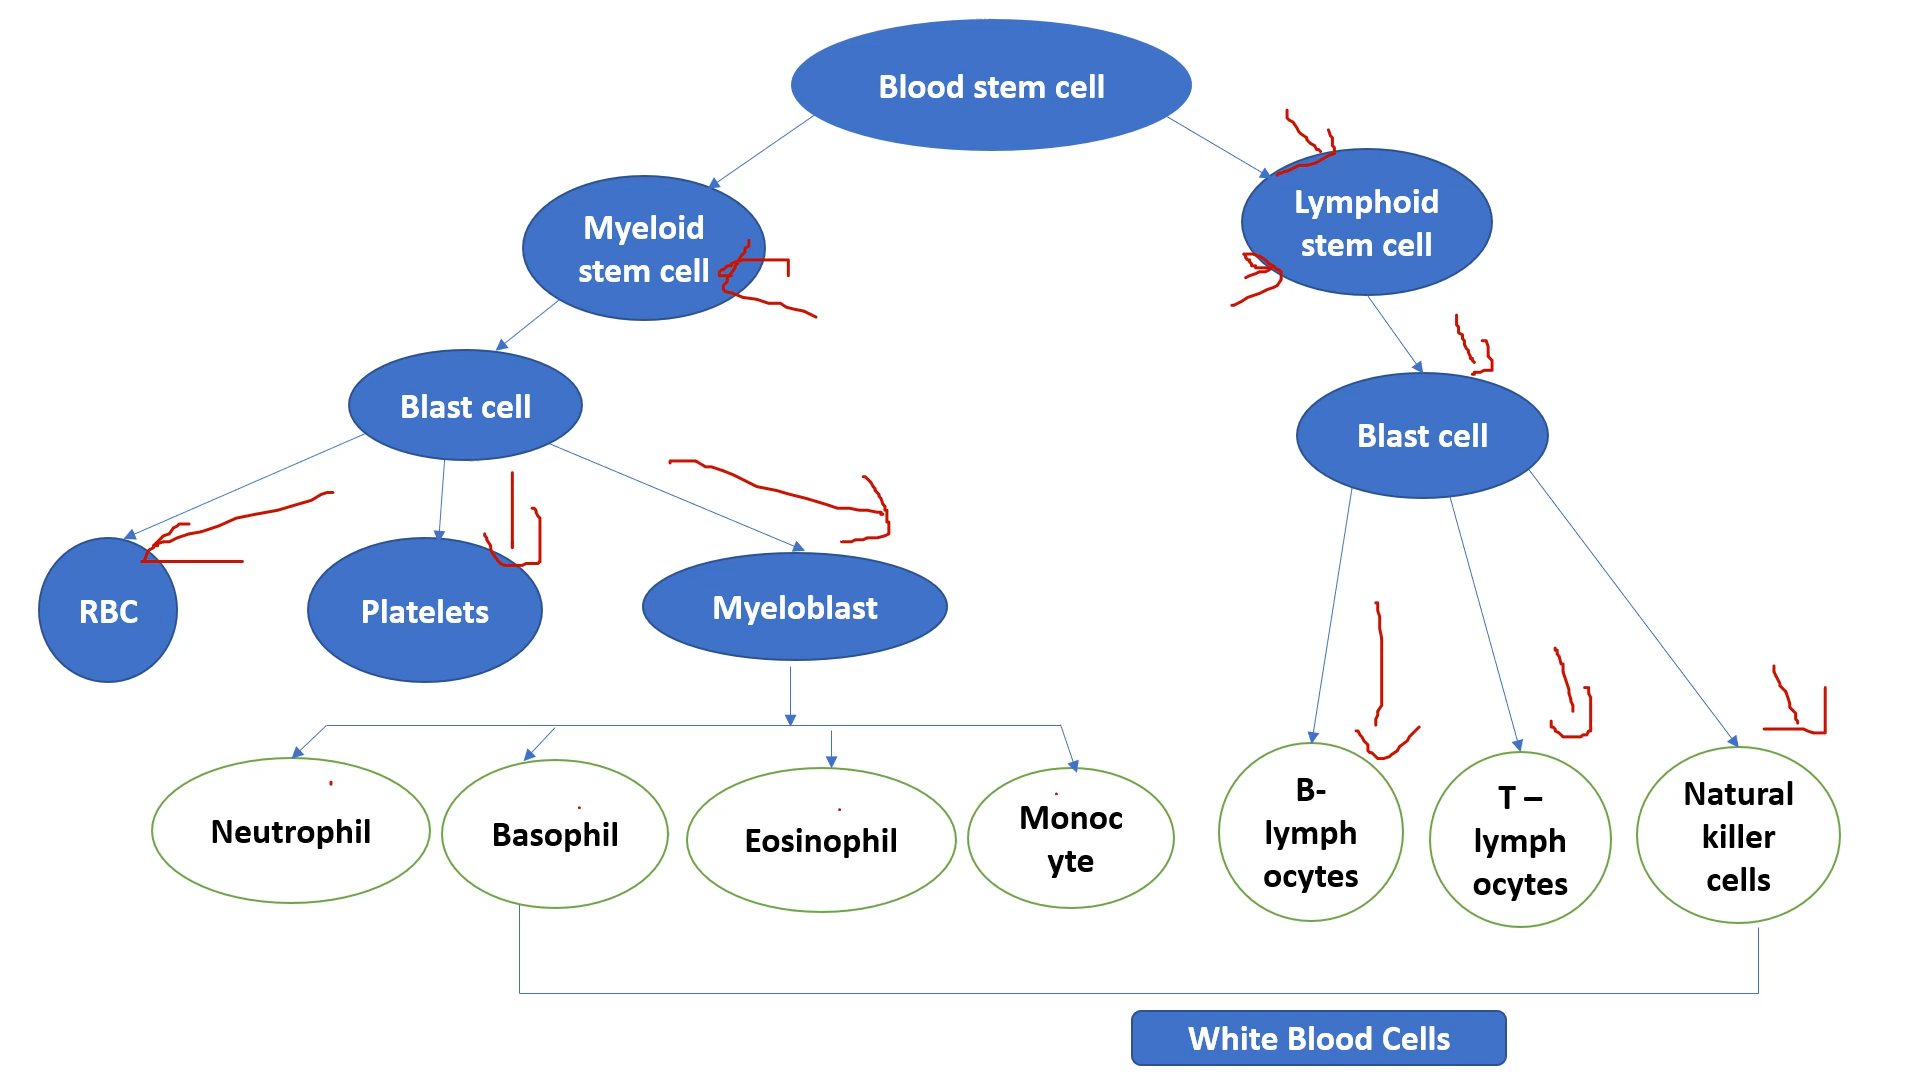 Blood stem cell
Myeloid
stem cell
Lymphoid
stem cell
Blast cell
Blast cell
RBC
Platelets
Myeloblast
Neutrophil
Basophil
Eosinophil
Monoc
yte
B-
lymph
ocytes
T –
lymph
ocytes
Natural
killer
cells
White Blood Cells